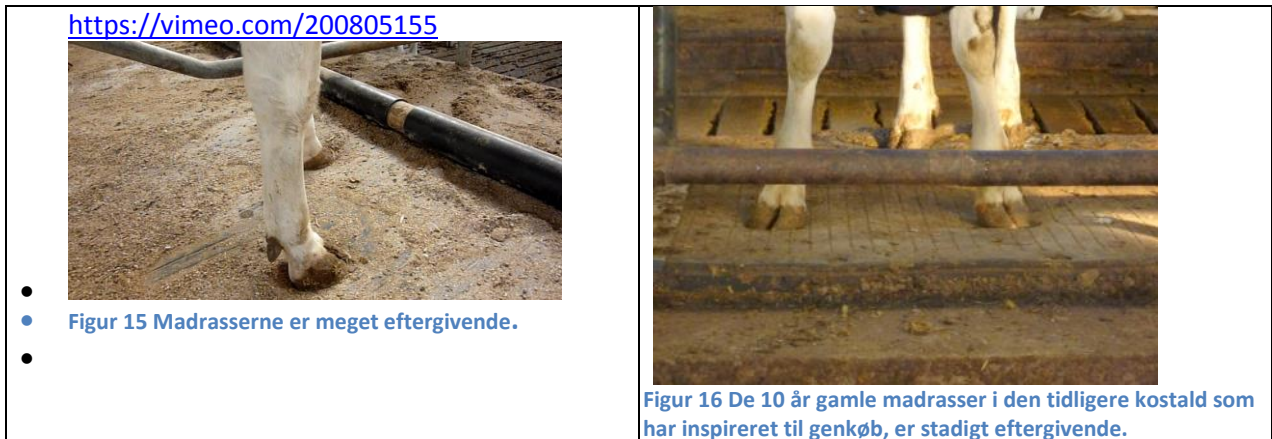 https://vimeo.com/200805155
• Figur 15 Madrasserne er meget eftergivende.
Figur 16 De 10 år gamle madrasser i den tidligere kostald som
har inspireret til genkøb, er stadigt eftergivende.